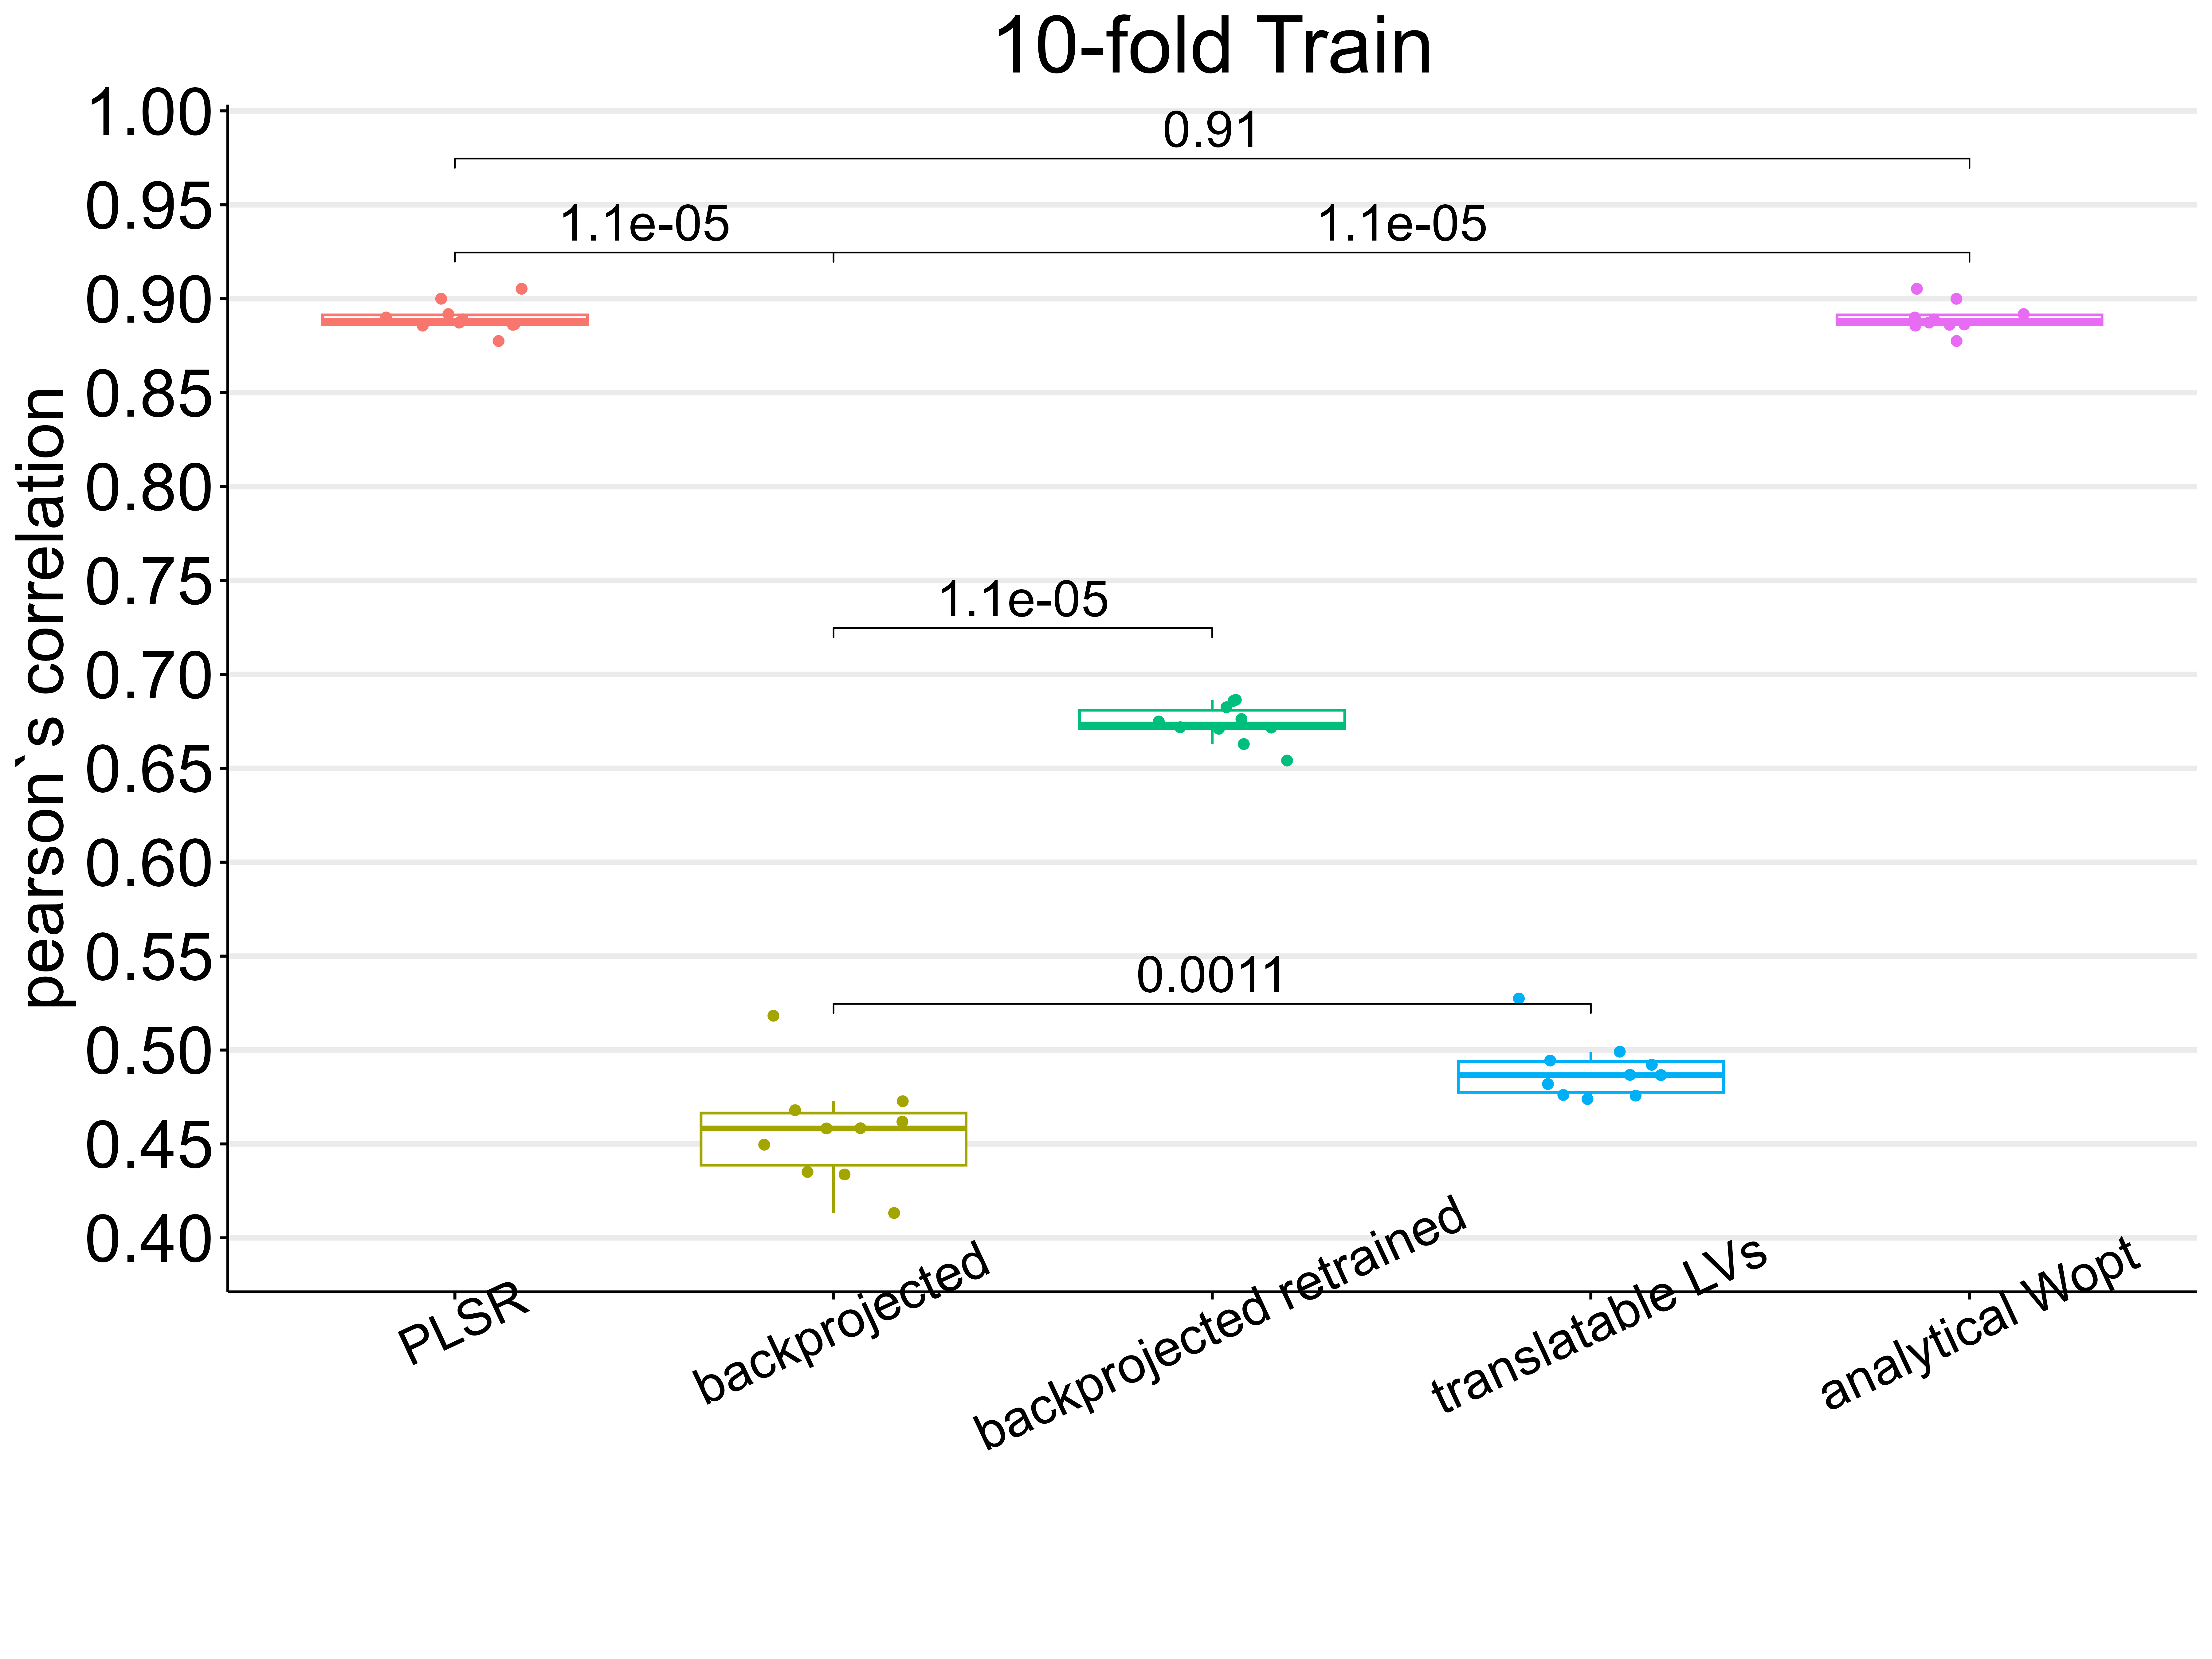 10-fold Train
pearson`s correlation
1.00
0.95
0.90
0.85
0.80
0.75
0.70
0.65
0.60
0.55
0.50
0.45
0.40
0.91
1.1e-05
1.1e-05
1.1e-05
0.0011
PLSR
backprojected
backprojected retrained
translatable LVs
analytical Wopt